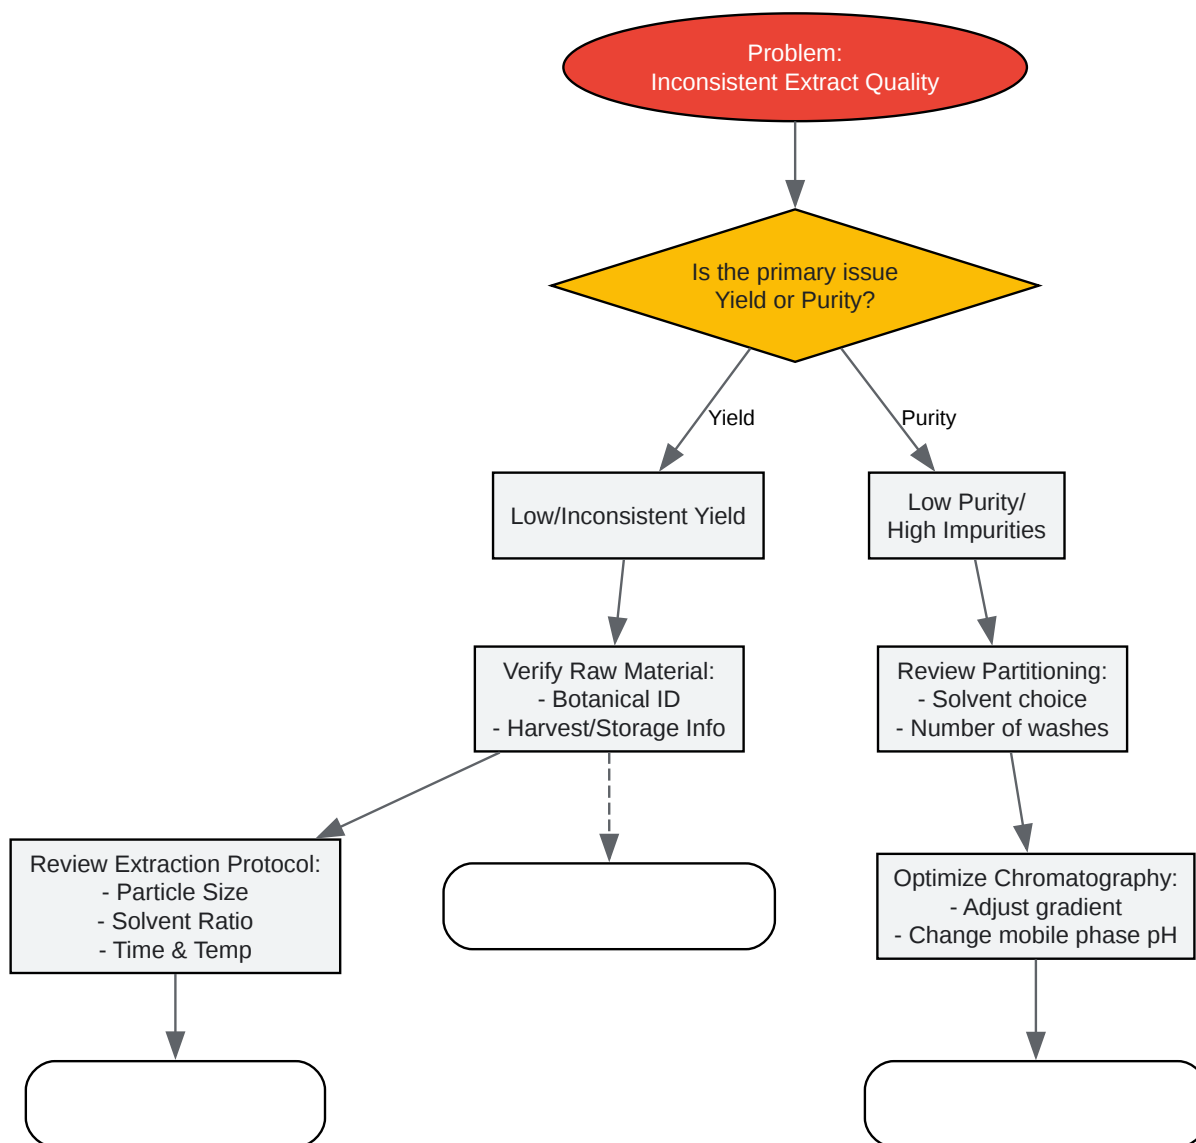 Problem:
Inconsistent Extract Quality
Is the primary issue
Yield or Purity?
Yield
Purity
Low/Inconsistent Yield
Low Purity/
High Impurities
Verify Raw Material:
- Botanical ID
- Harvest/Storage Info
Review Partitioning:
- Solvent choice
- Number of washes
Review Extraction Protocol:
- Particle Size
- Solvent Ratio
- Time & Temp
Optimize Chromatography:
- Adjust gradient
- Change mobile phase pH